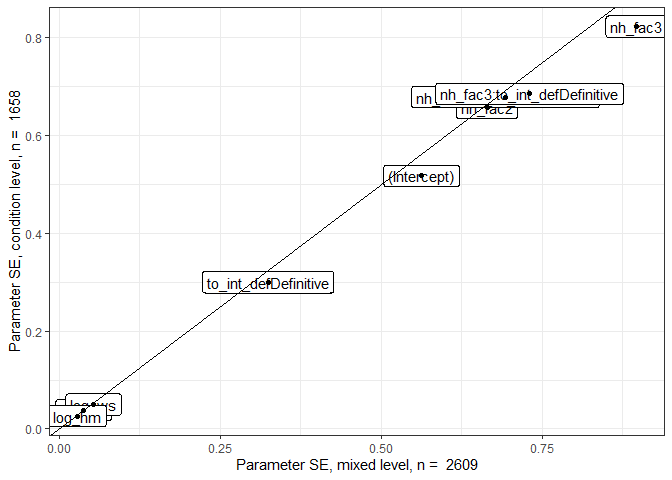 0.8
0.6
0.4
0.2
0.0
Parameter SE, condition level, n = 1658
nh_fac3
nh_
nh_fac3:to_int_defDefinitive
nh_fac2
(Intercept)
to_int_defDefinitive
log_hm
0.00
0.25
0.50
0.75
Parameter SE, mixed level, n = 2609